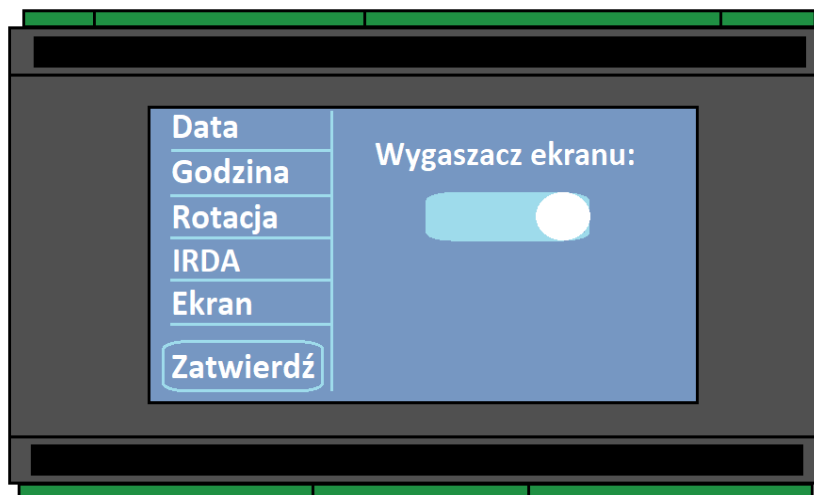 Data
Godzina
Rotacja
IRDA
Ekran
Zatwierdź
Wygaszacz ekranu: